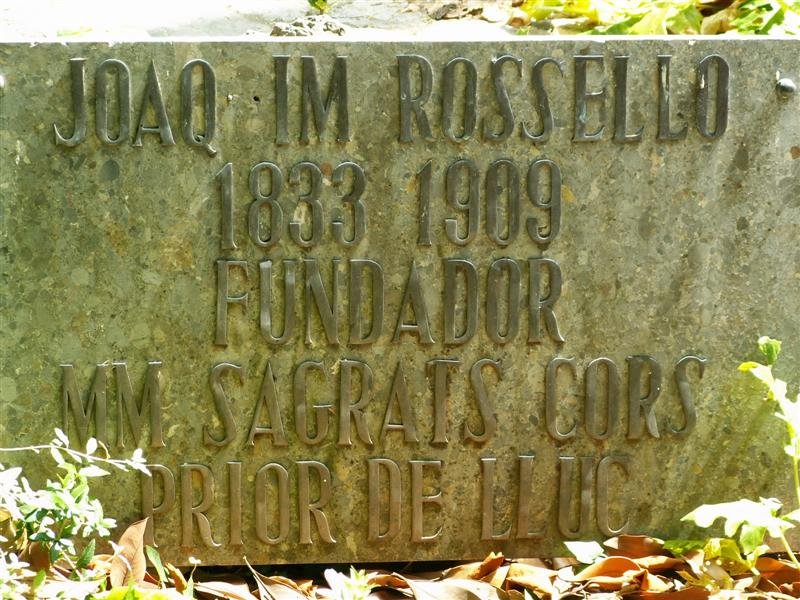 JOAQ IM ROSSELLO
1833 1909
FUNDADOR
MM SAGRATS CORS
PRIOR DE LLUC